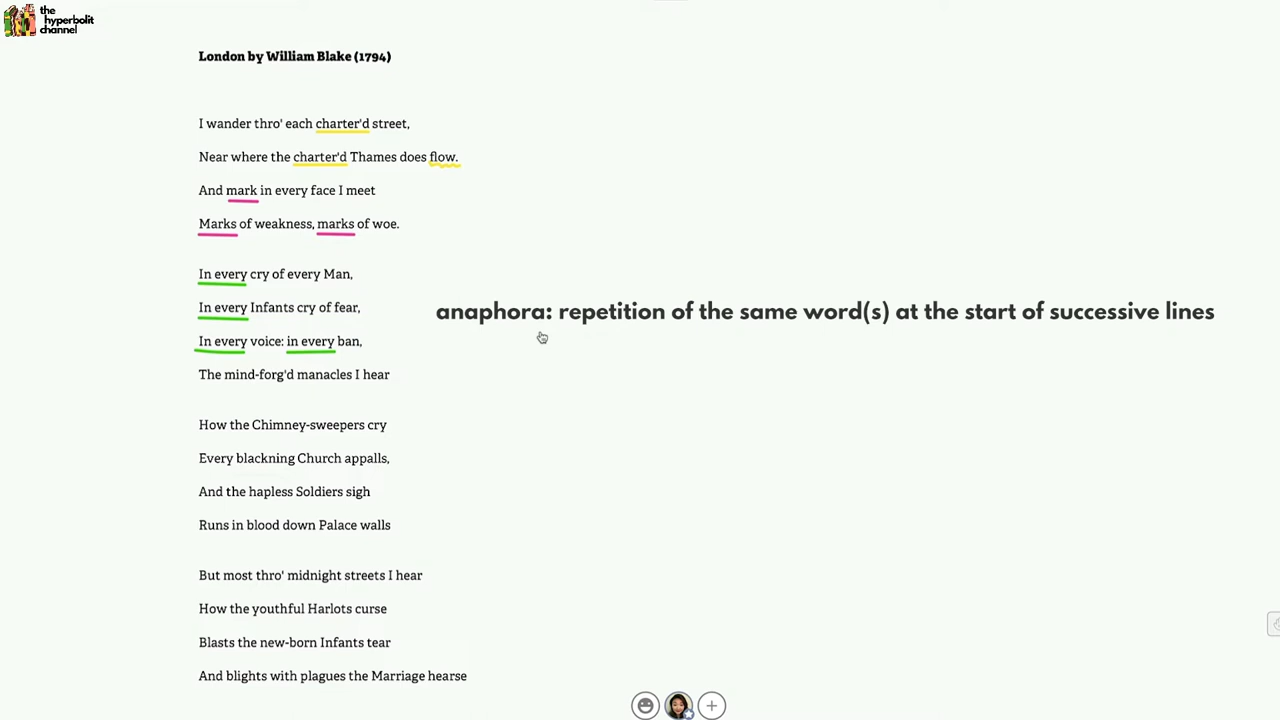 the
hyperbolit
channel
London by William Blake (1794)
I wander thro' each charter'd street,
Near where the charter'd Thames does flow.
And mark in every face I meet
Marks of weakness, marks of woe.
In every cry of every Man,
In every Infants cry of fear,
In every voice: in every ban,
The mind-forg'd manacles I hear
anaphora: repetition of the same word(s) at the start of successive lines
How the Chimney-sweepers cry
Every blackning Church appalls,
And the hapless Soldiers sigh
Runs in blood down Palace walls
But most thro' midnight streets I hear
How the youthful Harlots curse
Blasts the new-born Infants tear
And blights with plagues the Marriage hearse